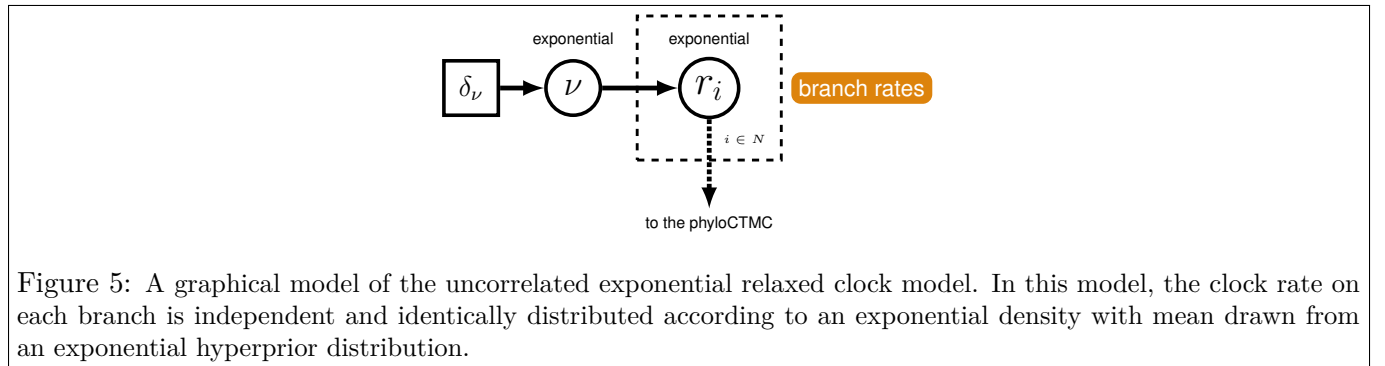 exponential exponential
δ_ν ν r_i branch rates
i ∈ N
to the phyloCTMC
Figure 5: A graphical model of the uncorrelated exponential relaxed clock model. In this model, the clock rate on
each branch is independent and identically distributed according to an exponential density with mean drawn from
an exponential hyperprior distribution.